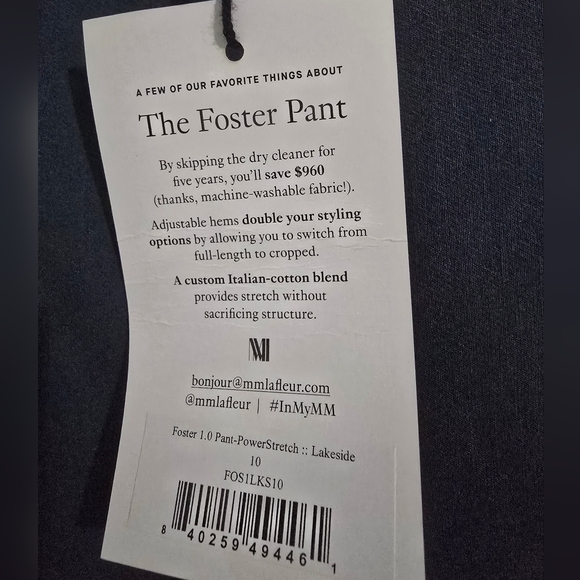 A FEW OF OUR FAVORITE THINGS ABOUT
The Foster Pant
By skipping the dry cleaner for
five years, you'll save $960
(thanks, machine-washable fabric!).
Adjustable hems double your styling
options by allowing you to switch from
full-length to cropped.
A custom Italian-cotton blend
provides stretch without
sacrificing structure.
MM
bonjour@mmlafleur.com
@mmlafleur | #InMyMM
Foster 1.0 Pant-PowerStretch :: Lakeside
10
FOS1LKS10
8 40259 49446 1